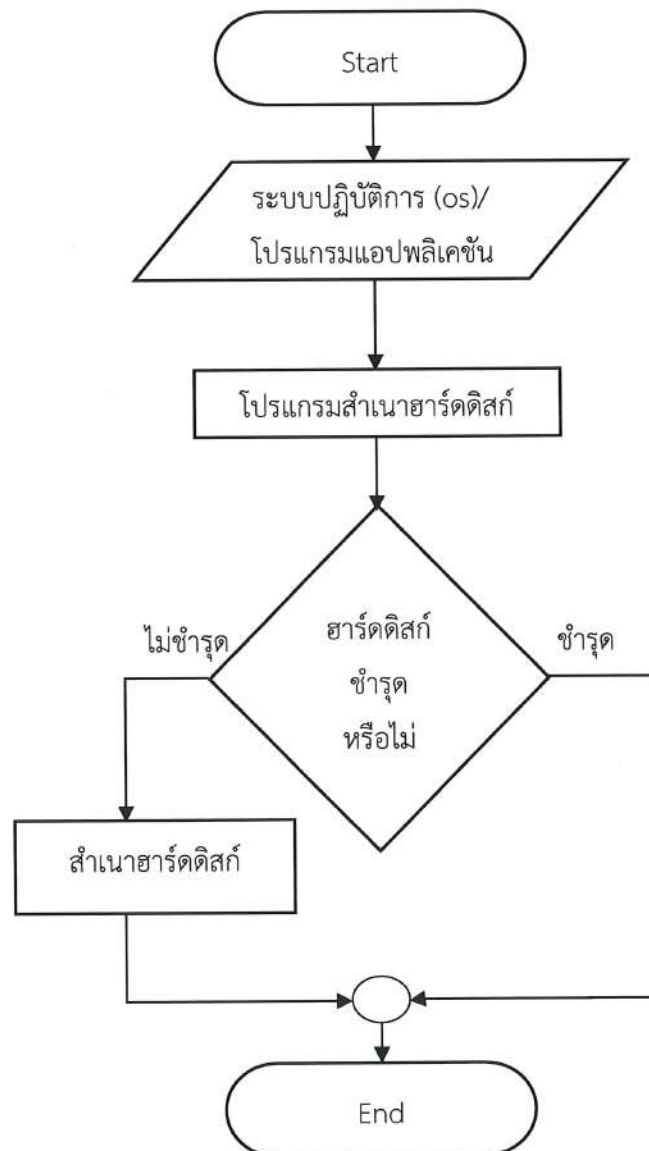 Start
ระบบปฏิบัติการ (os)/
โปรแกรมแอปพลิเคชัน
โปรแกรมสำเนาฮาร์ดดิสก์
ไม่ชำรุด
ฮาร์ดดิสก์
ชำรุด
ชำรุด
หรือไม่
สำเนาฮาร์ดดิสก์
End